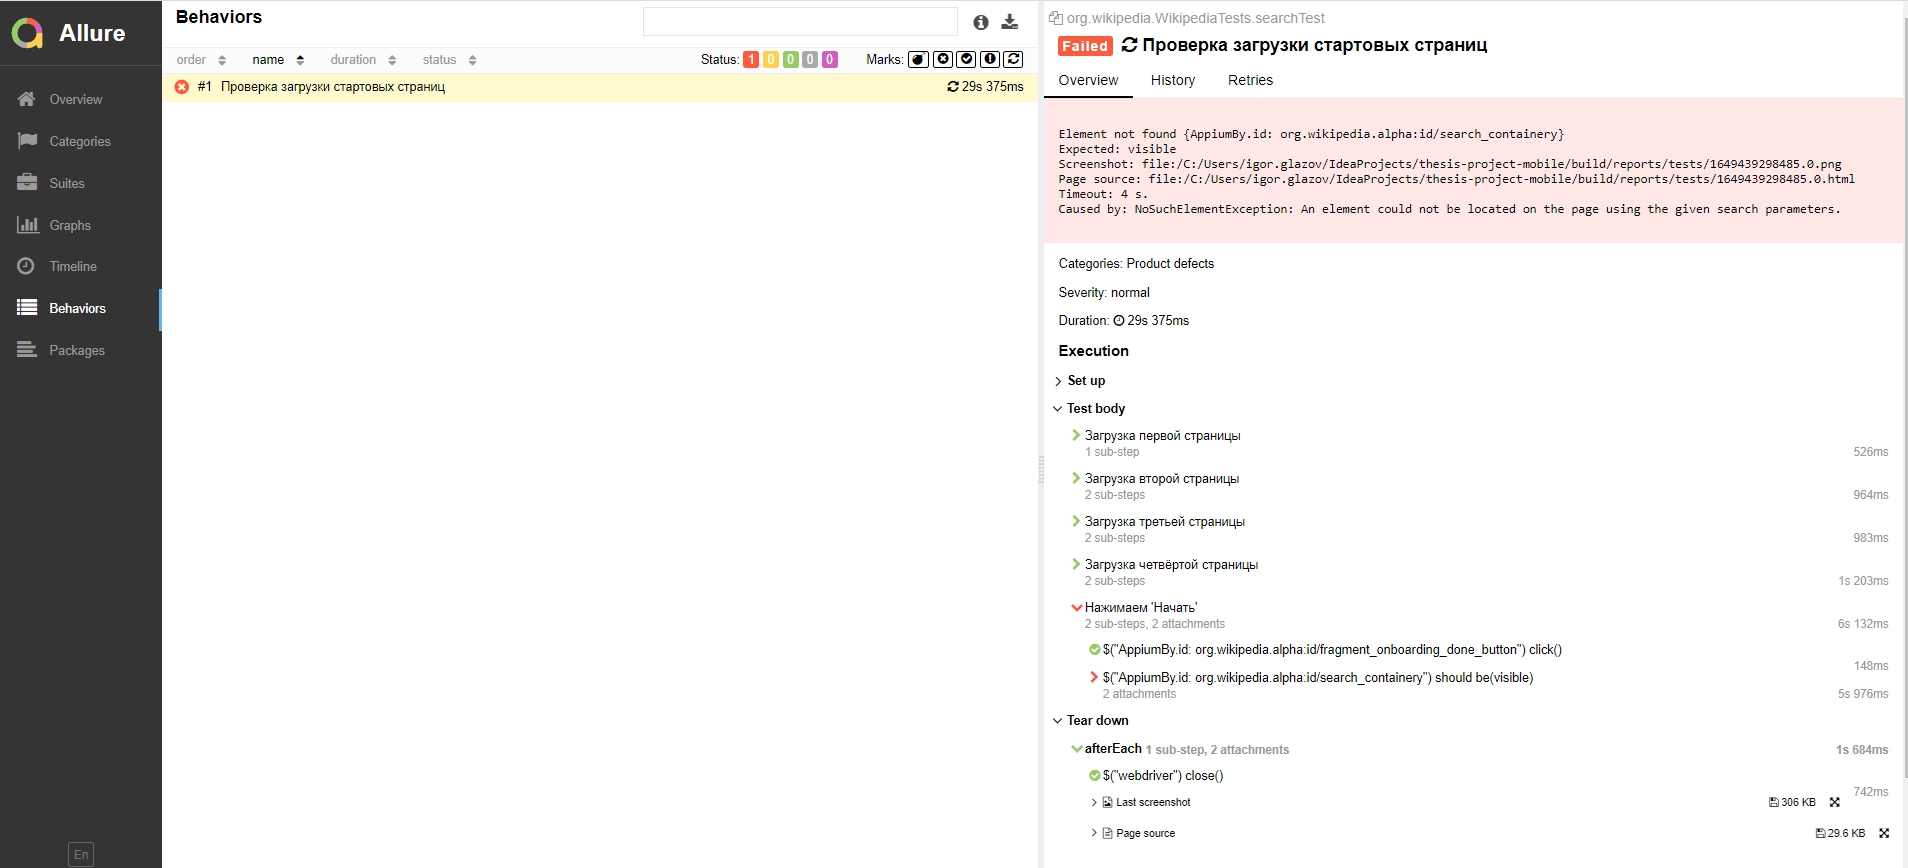 Allure
Overview
Categories
Suites
Graphs
Timeline
Behaviors
Packages
En
Behaviors
order name duration status Status: 1 0 0 0 0 Marks:
#1 Проверка загрузки стартовых страниц 29s 375ms
org.wikipedia.WikipediaTests.searchTest
Failed Проверка загрузки стартовых страниц
Overview History Retries
Element not found {AppiumBy.id: org.wikipedia.alpha:id/search_containery}
Expected: visible
Screenshot: file:/C:/Users/igor.glazov/IdeaProjects/thesis-project-mobile/build/reports/tests/1649439298485.0.png
Page source: file:/C:/Users/igor.glazov/IdeaProjects/thesis-project-mobile/build/reports/tests/1649439298485.0.html
Timeout: 4 s.
Caused by: NoSuchElementException: An element could not be located on the page using the given search parameters.
Categories: Product defects
Severity: normal
Duration: 29s 375ms
Execution
Set up
Test body
Загрузка первой страницы
1 sub-step 526ms
Загрузка второй страницы
2 sub-steps 964ms
Загрузка третьей страницы
2 sub-steps 983ms
Загрузка четвёртой страницы
2 sub-steps 1s 203ms
Нажимаем 'Начать'
2 sub-steps, 2 attachments 6s 132ms
$("AppiumBy.id: org.wikipedia.alpha:id/fragment_onboarding_done_button") click()
148ms
$("AppiumBy.id: org.wikipedia.alpha:id/search_containery") should be(visible)
2 attachments 5s 976ms
Tear down
afterEach 1 sub-step, 2 attachments 1s 684ms
$("webdriver") close()
742ms
Last screenshot 306 KB
Page source 29.6 KB